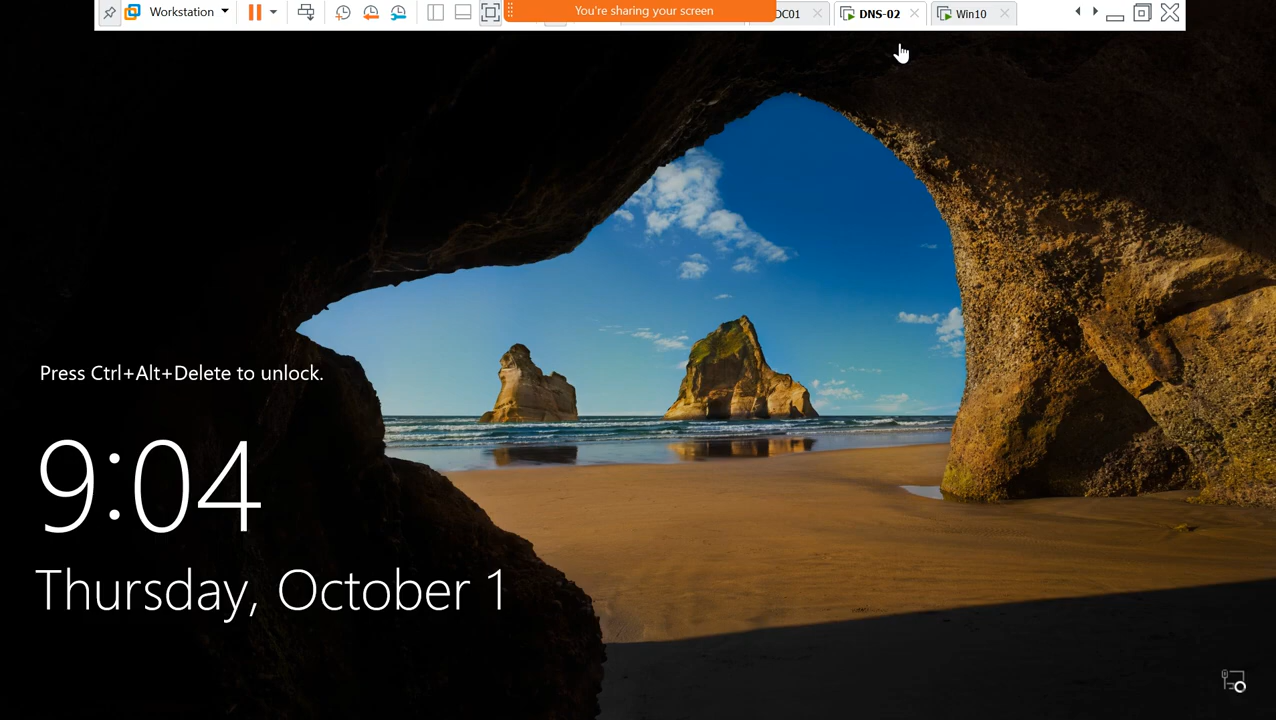 Workstation
You're sharing your screen
DNS-02
Win10
Press Ctrl+Alt+Delete to unlock.
9:04
Thursday, October 1